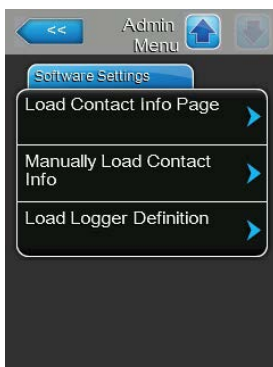 <<
Admin
Menu
Software Settings
Load Contact Info Page
Manually Load Contact
Info
Load Logger Definition